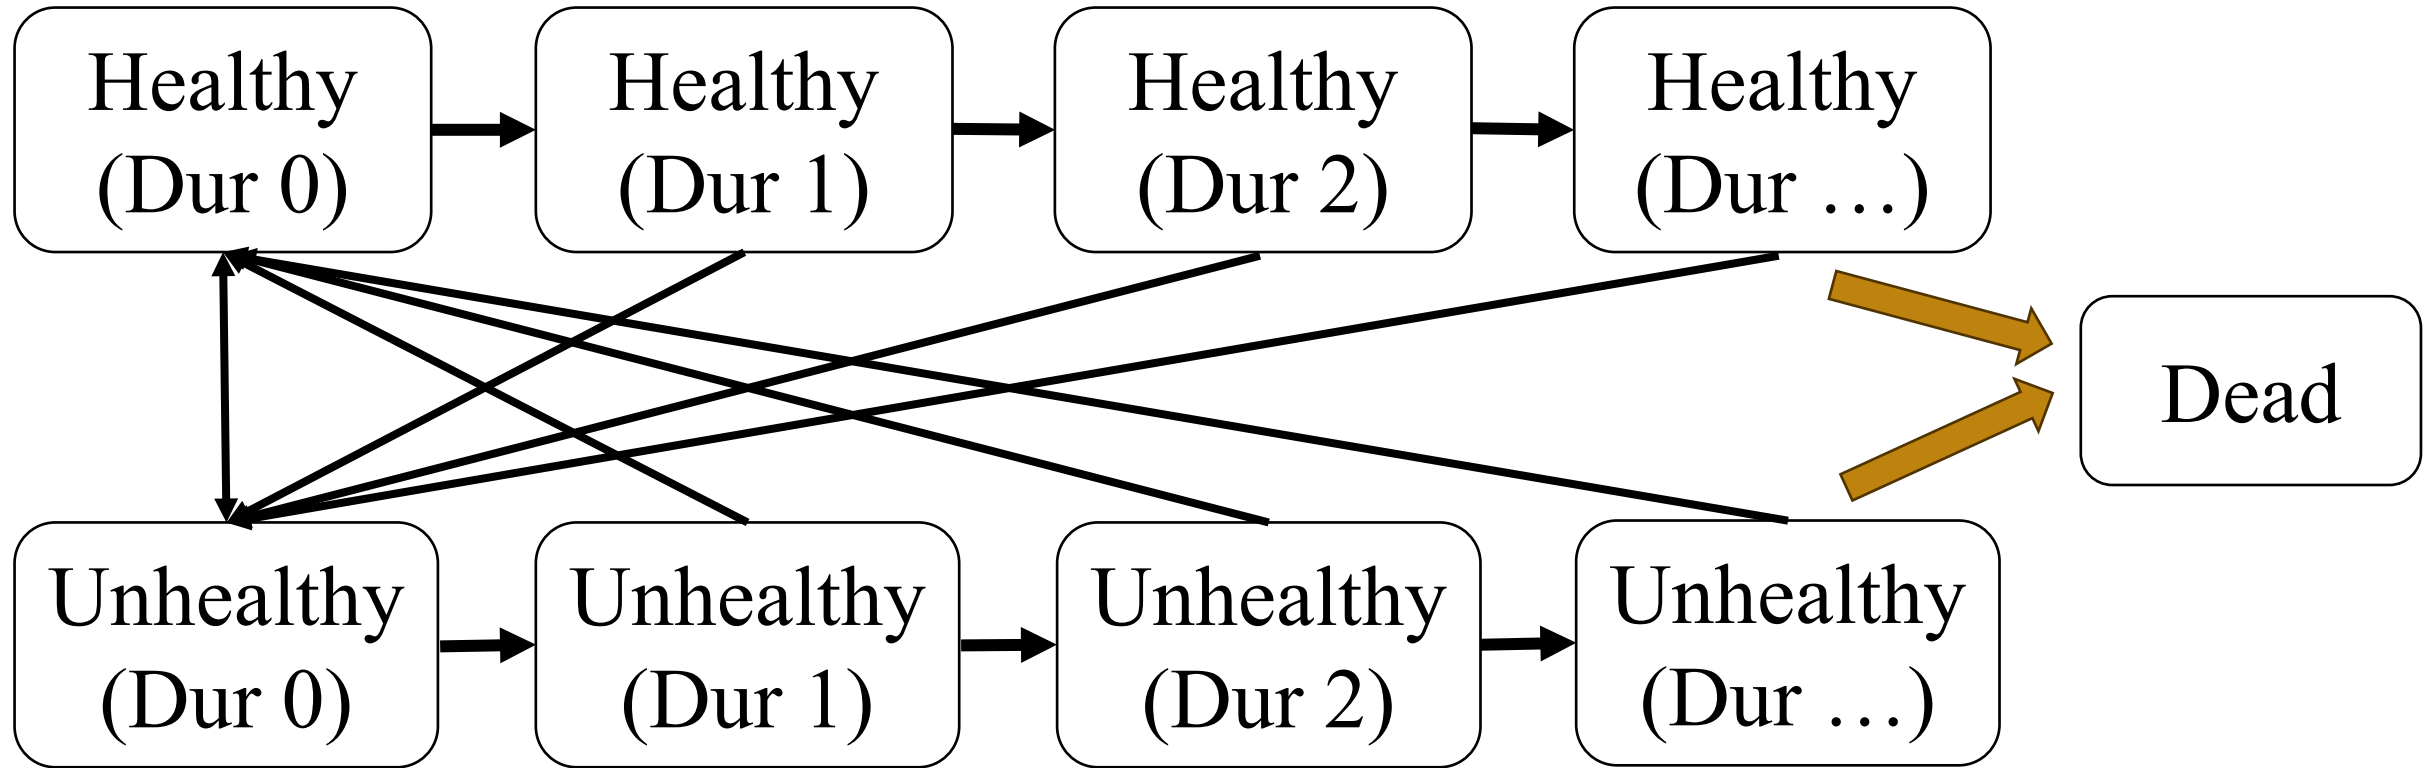 Healthy
(Dur 0)
Healthy
(Dur 1)
Healthy
(Dur 2)
Healthy
(Dur …)
Dead
Unhealthy
(Dur 0)
Unhealthy
(Dur 1)
Unhealthy
(Dur 2)
Unhealthy
(Dur …)